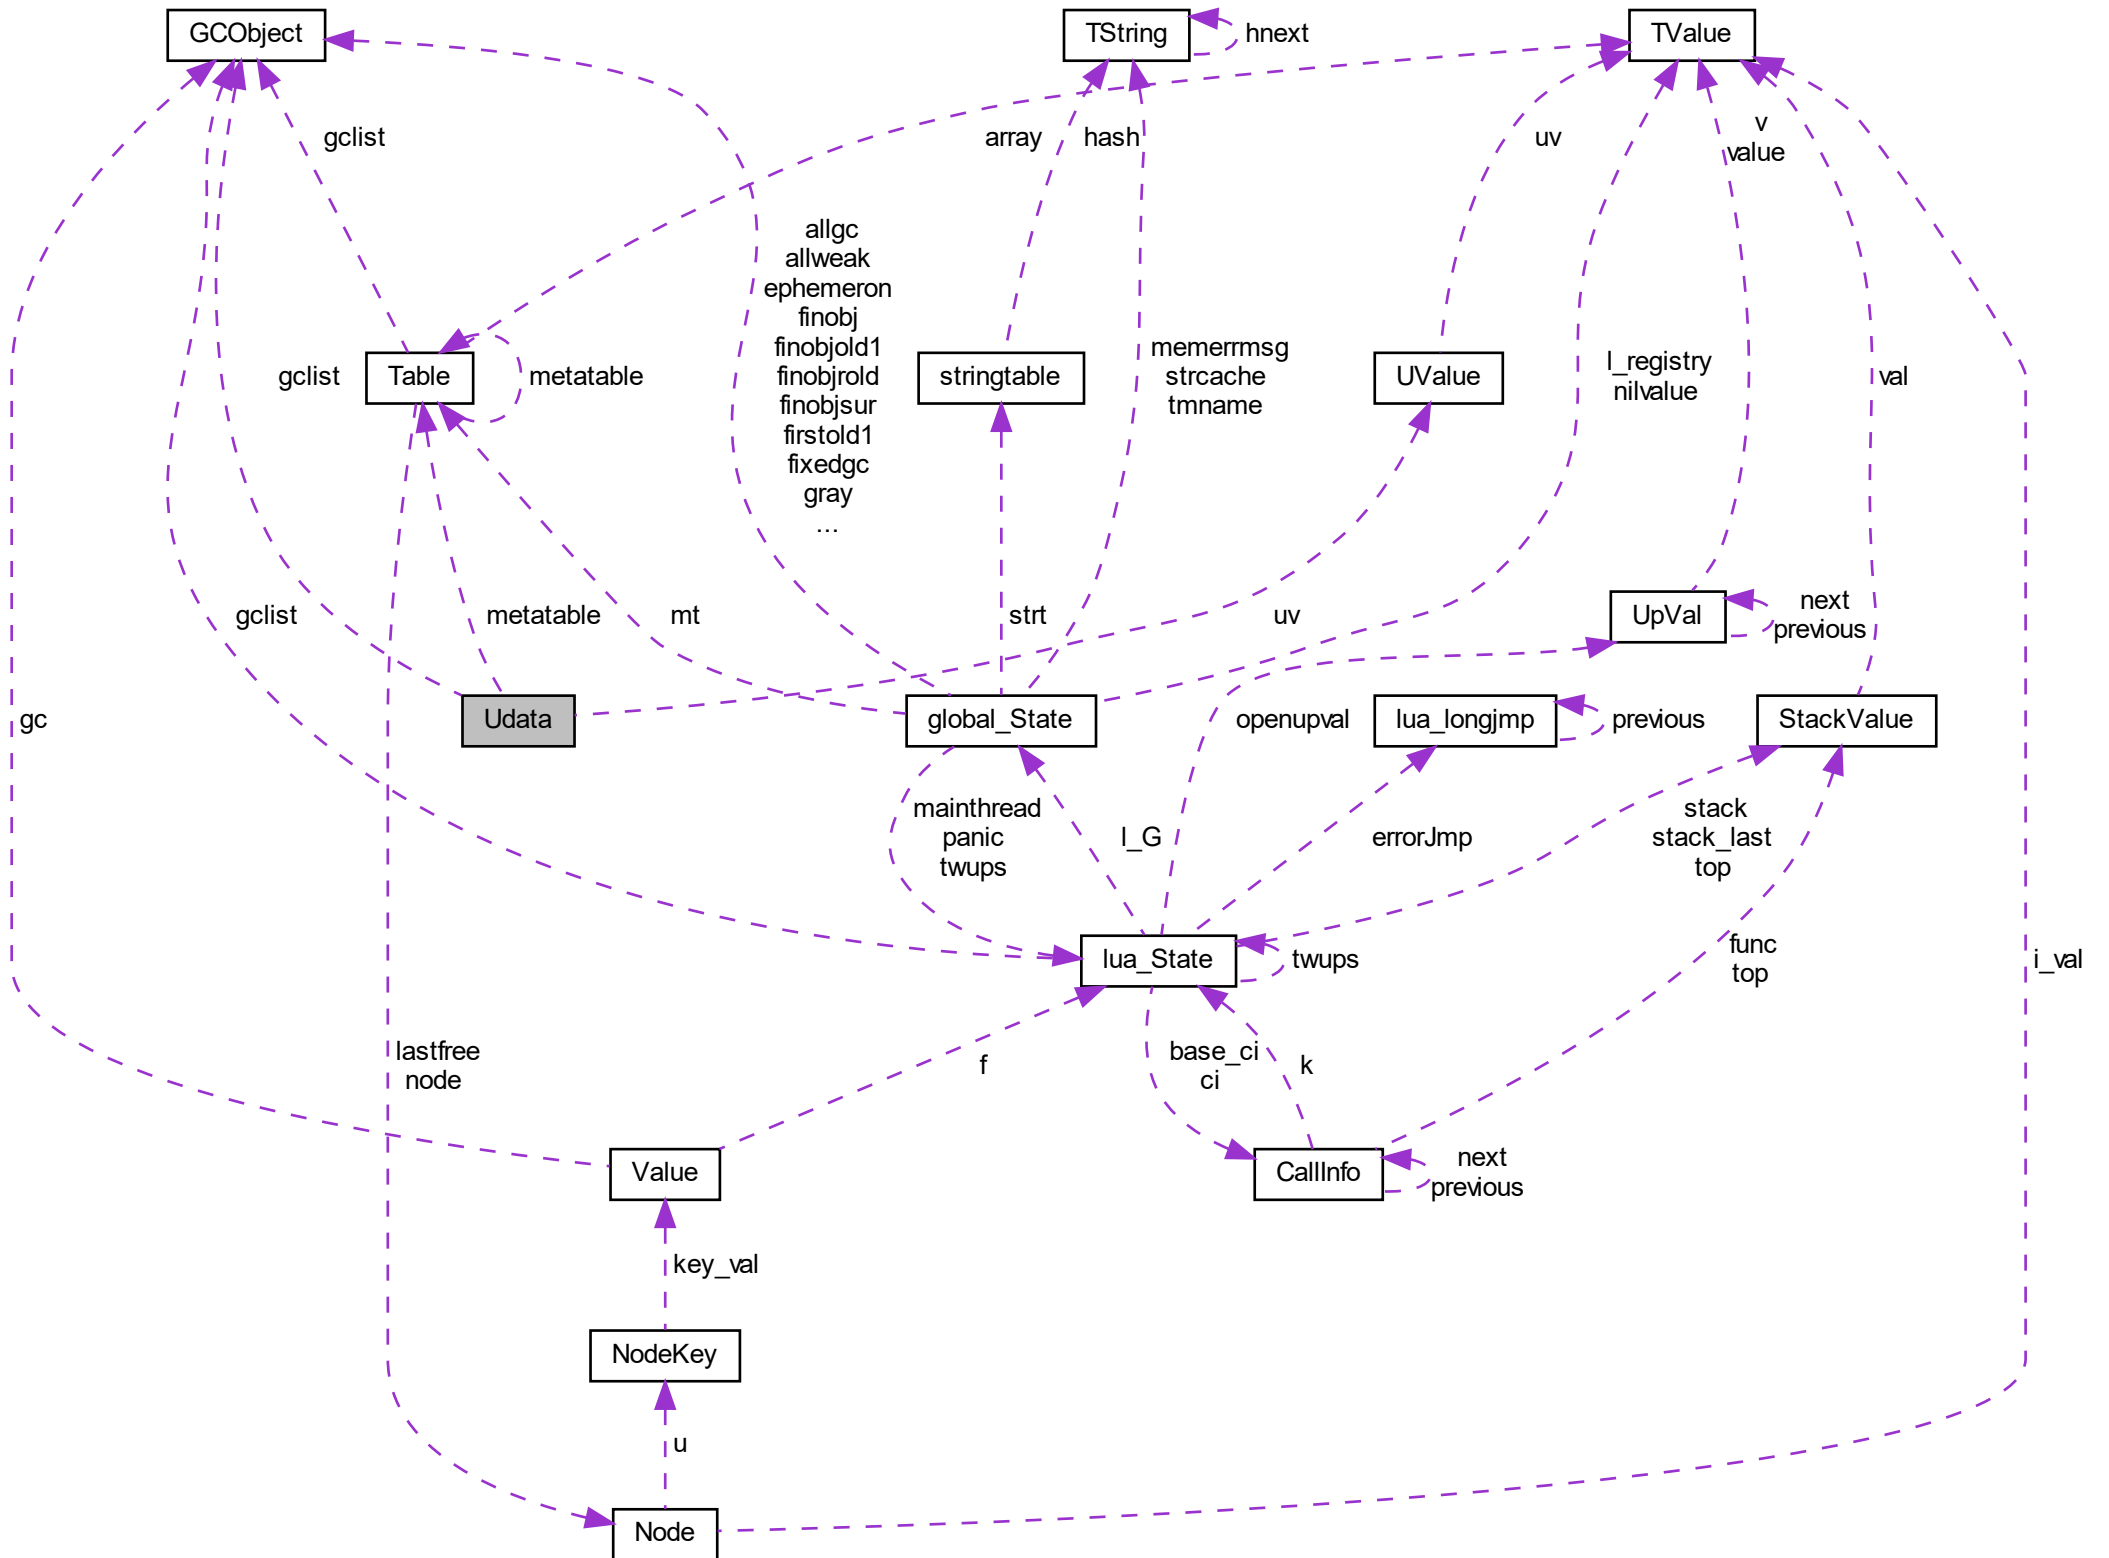 GCObject
TString
hnext
TValue
gclist
array
hash
uv
v
value
allgc
allweak
ephemeron
finobj
finobjold1
finobjrold
finobjsur
firstold1
fixedgc
gray
...
gclist
Table
metatable
stringtable
memerrmsg
strcache
tmname
UValue
l_registry
nilvalue
val
gclist
metatable
mt
strt
uv
UpVal
next
previous
gc
Udata
global_State
openupval
lua_longjmp
previous
StackValue
mainthread
panic
twups
l_G
errorJmp
stack
stack_last
top
lua_State
twups
func
top
i_val
lastfree
node
f
base_ci
ci
k
Value
CallInfo
next
previous
key_val
NodeKey
u
Node